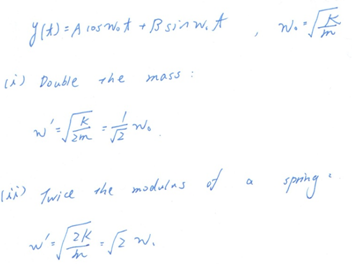 y(t) = A cos w₀t + B sin w₀t , w₀ = √(K/m)
(i) Double the mass :
w' = √(K/2m) = 1/√2 w₀.
(ii) Twice the modulus of a spring :
w' = √(2K/m) = √2 w₀